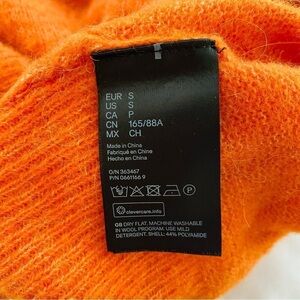 EUR S
US S
CA P
CN 165/88A
MX CH
Made in China
Fabriqué en Chine
Hecho en China
O/N 363467
P/N 0661166 9
clevercare.info
GB DRY FLAT, MACHINE WASHABLE
IN WOOL PROGRAM. USE MILD
DETERGENT. SHELL: 44% POLYAMIDE